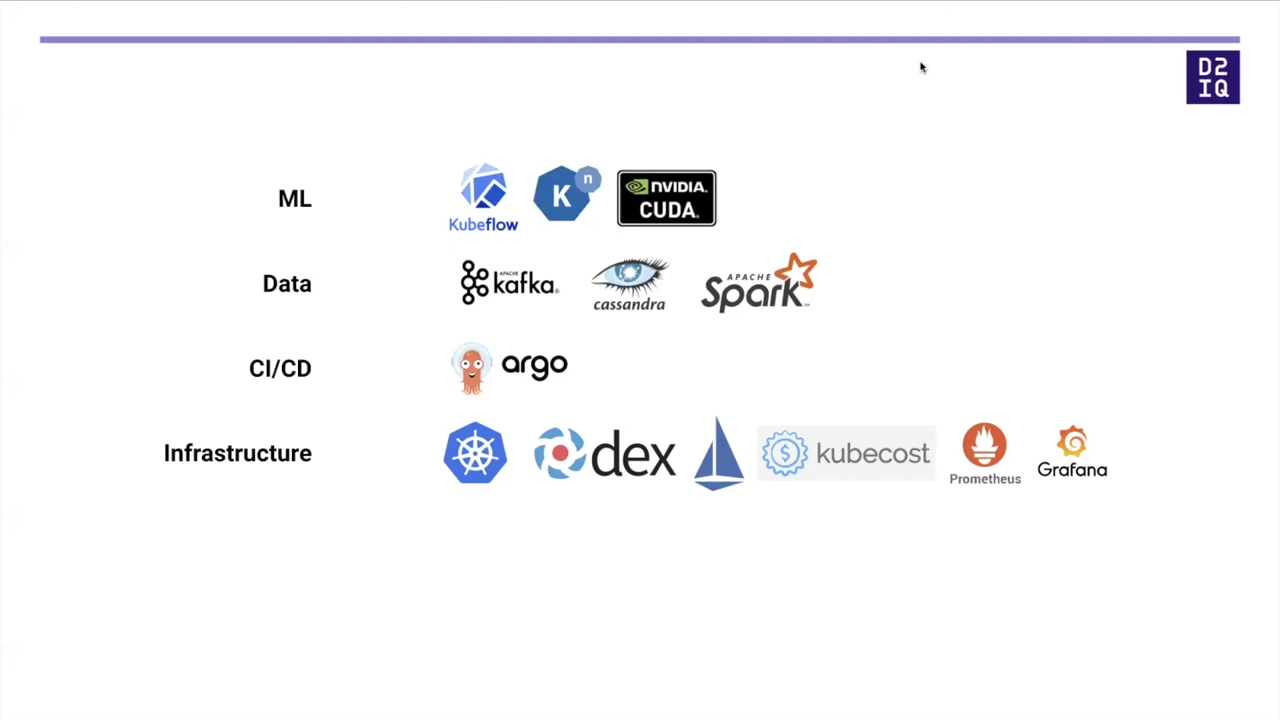 D2
IQ
ML
Kubeflow
K
n
NVIDIA.
CUDA.
Data
APACHE
kafka®
cassandra
APACHE
Spark™
CI/CD
argo
Infrastructure
dex
$
kubecost
Prometheus
Grafana